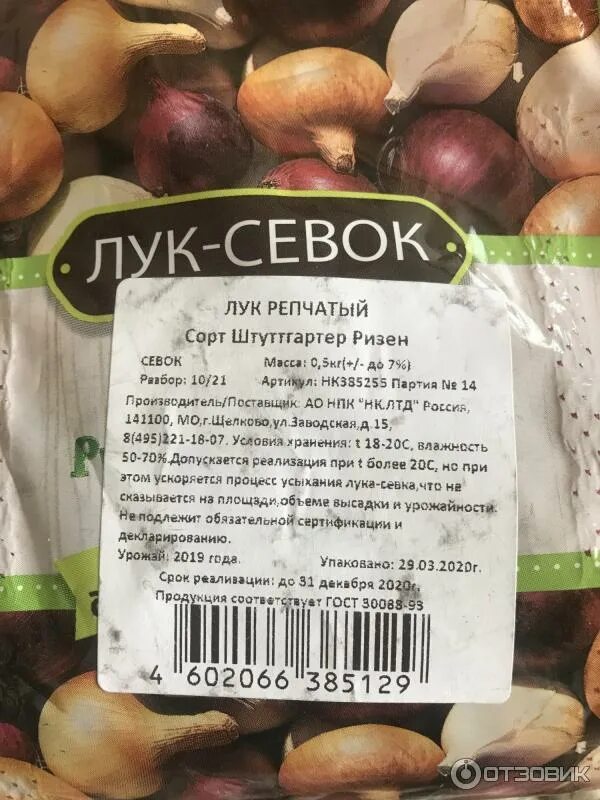 ЛУК-СЕВОК
ЛУК РЕПЧАТЫЙ
Сорт Штуттгартер Ризен
СЕВОК Масса: 0,5кг(+/- до 7%)
Разбор: 10/21 Артикул: НК385255 Партия № 14
Производитель/Поставщик: АО НПК "НК.ЛТД" Россия,
141100, МО,г.Щелково,ул.Заводская,д.15,
8(495)221-18-07. Условия хранения: t 18-20С, влажность
50-70%.Допускается реализация при t более 20С, но при
этом ускоряется процесс усыхания лука-севка,что не
сказывается на площади,объеме высадки и урожайности.
Не подлежит обязательной сертификации и
декларированию.
Урожай: 2019 года. Упаковано: 29.03.2020г.
Срок реализации: до 31 декабря 2020г.
Продукция соответствует ГОСТ 30088-93
4 602066 385129
ОТЗОВИК